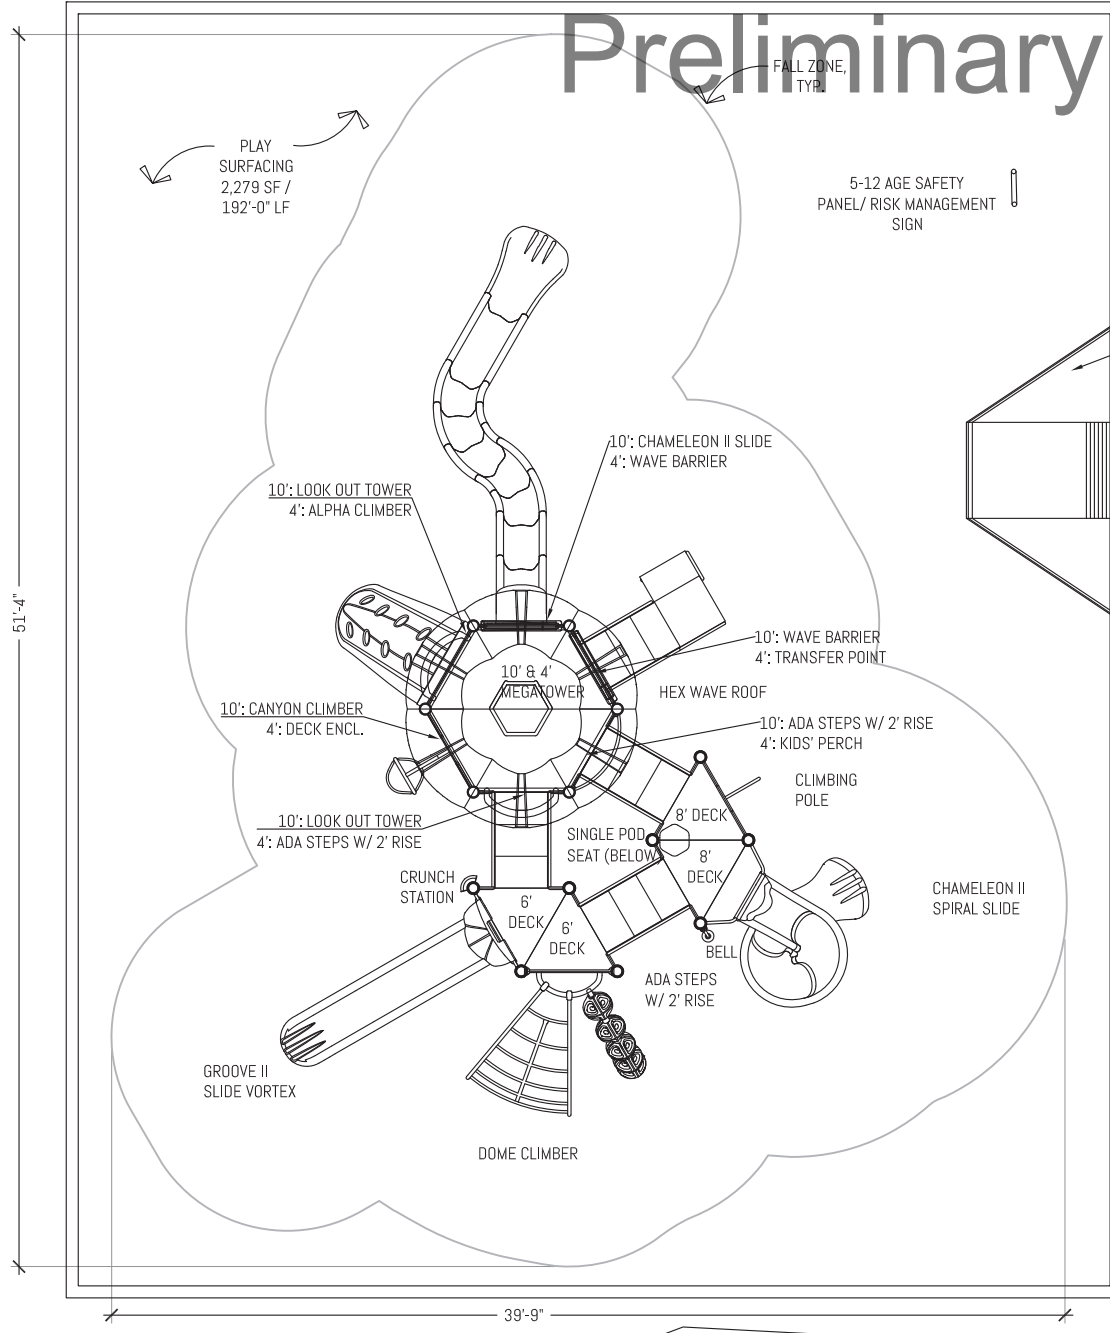 Preliminary
FALL ZONE,
TYP.
PLAY
SURFACING
2,279 SF /
192'-0" LF
5-12 AGE SAFETY
PANEL/ RISK MANAGEMENT
SIGN
10': CHAMELEON II SLIDE
4': WAVE BARRIER
10': LOOK OUT TOWER
4': ALPHA CLIMBER
51'-4"
10': WAVE BARRIER
4': TRANSFER POINT
10' & 4'
MEGATOWER
HEX WAVE ROOF
10': CANYON CLIMBER
4': DECK ENCL.
10': ADA STEPS W/ 2' RISE
4': KIDS' PERCH
CLIMBING
POLE
10': LOOK OUT TOWER
4': ADA STEPS W/ 2' RISE
8' DECK
SINGLE POD
SEAT (BELOW
8'
DECK
CRUNCH
STATION
CHAMELEON II
SPIRAL SLIDE
6'
DECK
6'
DECK
BELL
ADA STEPS
W/ 2' RISE
GROOVE II
SLIDE VORTEX
DOME CLIMBER
39'-9"